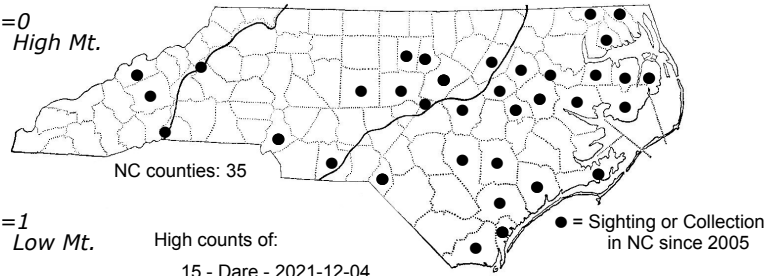 =0
High Mt.
NC counties: 35
=1
Low Mt.
High counts of:
15 - Dare - 2021-12-04
● = Sighting or Collection
in NC since 2005